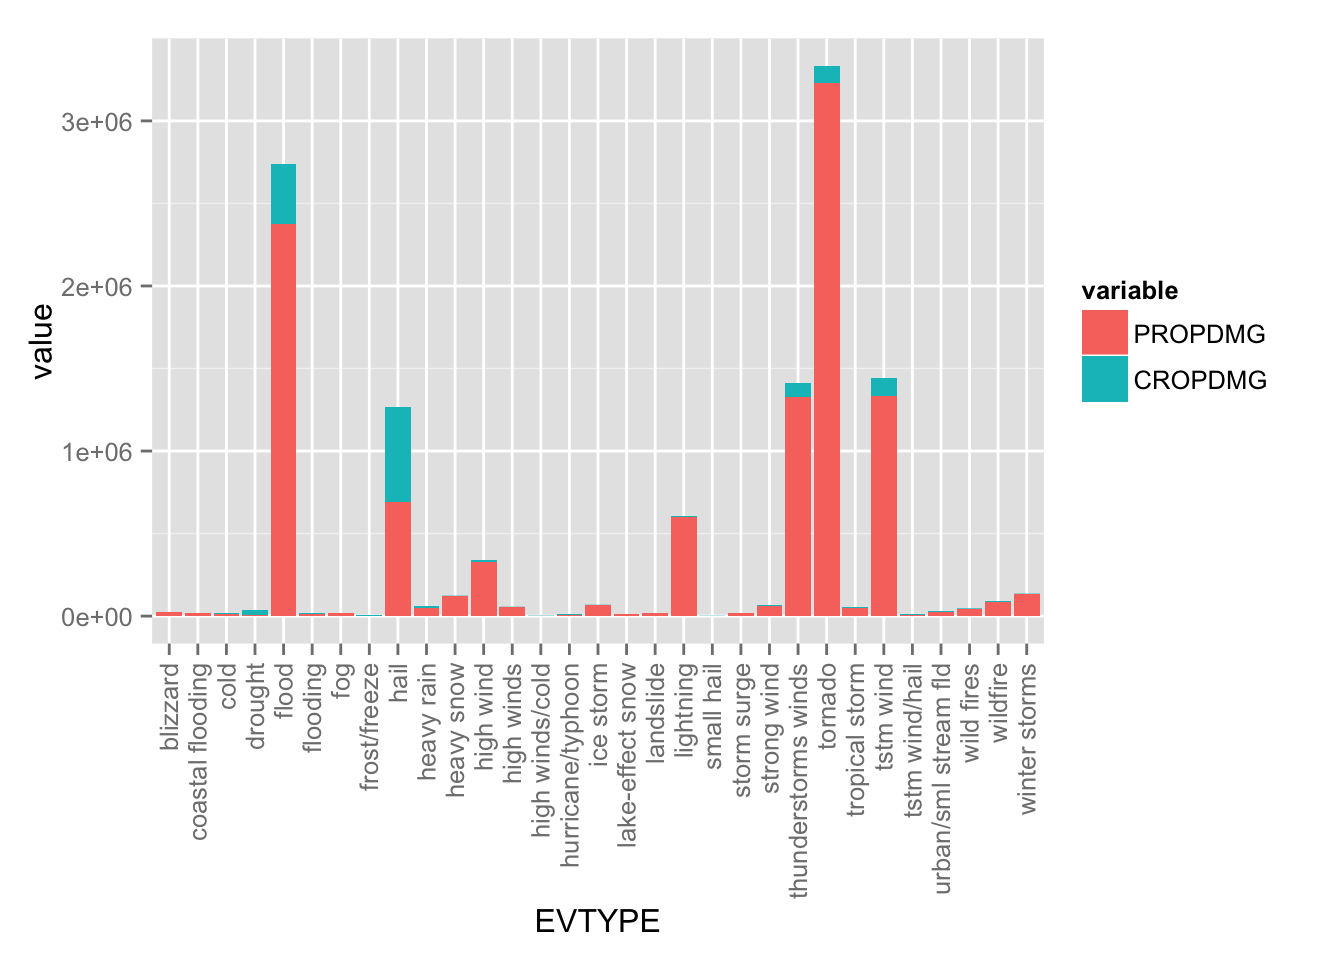 3e+06
2e+06
1e+06
0e+00
value
blizzard
coastal flooding
cold
drought
flood
flooding
fog
frost/freeze
hail
heavy rain
heavy snow
high wind
high winds
high winds/cold
hurricane/typhoon
ice storm
lake-effect snow
landslide
lightning
small hail
storm surge
strong wind
thunderstorms winds
tornado
tropical storm
tstm wind
tstm wind/hail
urban/sml stream fld
wild fires
wildfire
winter storms
EVTYPE
variable
PROPDMG
CROPDMG